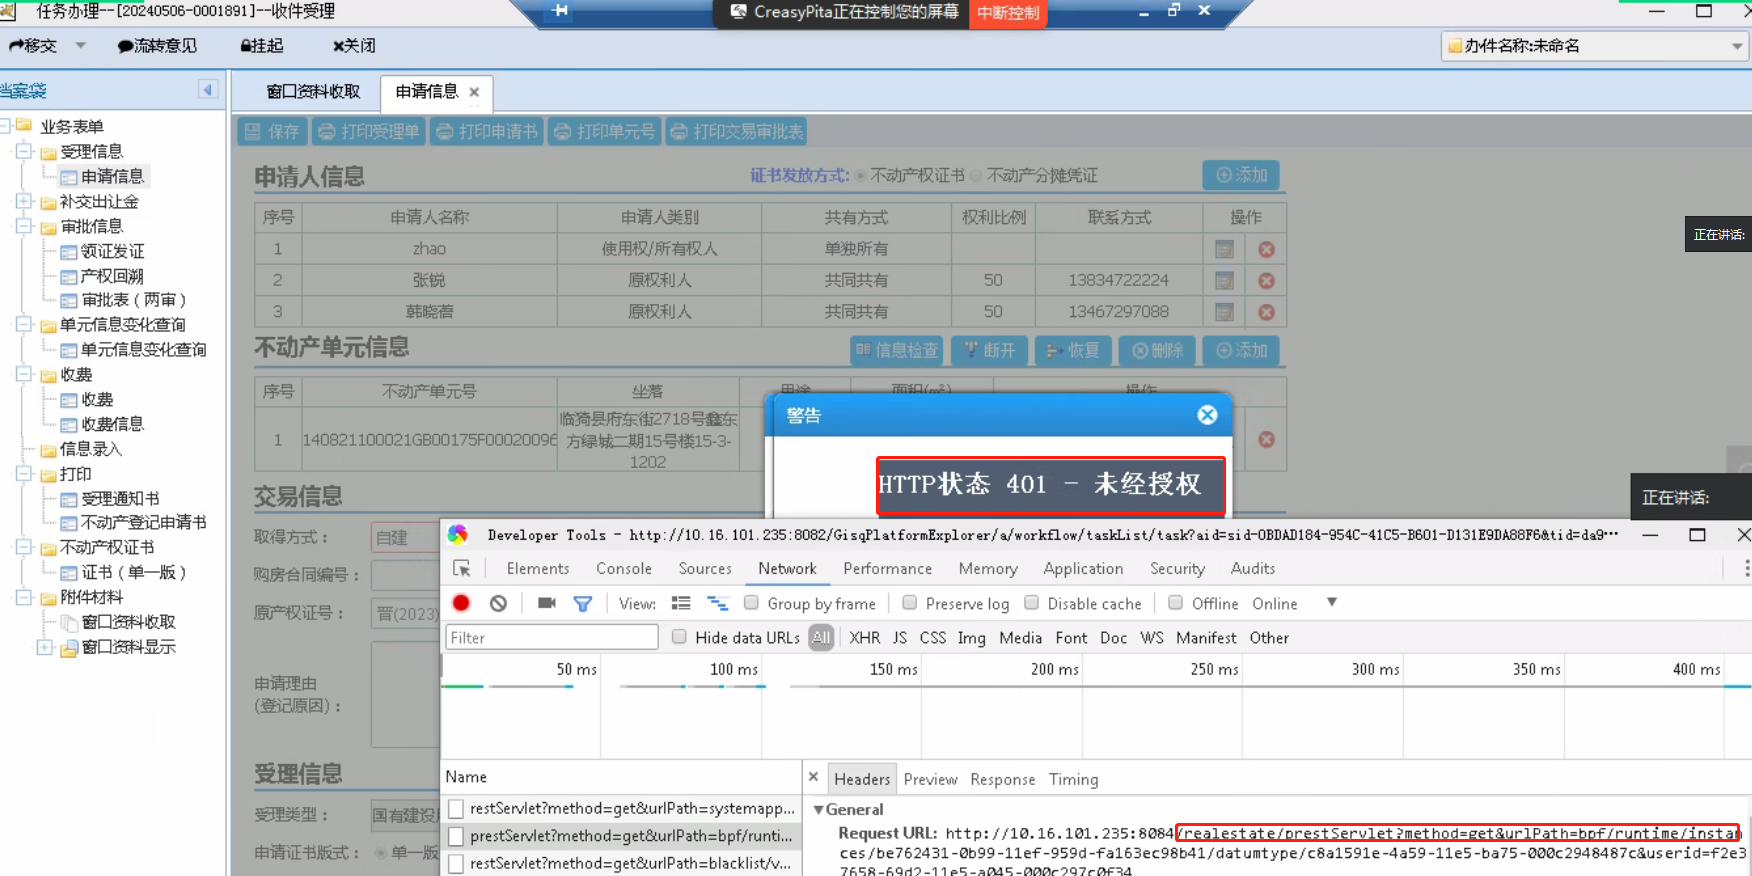 任务办理--[20240506-0001891]--收件受理
CreasyPita正在控制您的屏幕 中断控制
移交 流转意见 挂起 关闭
办件名称:未命名
档案袋
窗口资料收取 申请信息
业务表单
受理信息
申请信息
补交出让金
审批信息
领证发证
产权回溯
审批表（两审）
单元信息变化查询
单元信息变化查询
收费
收费
收费信息
信息录入
打印
受理通知书
不动产登记申请书
不动产权证书
证书（单一版）
附件材料
窗口资料收取
窗口资料显示
保存 打印受理单 打印申请书 打印单元号 打印交易审批表
申请人信息 证书发放方式: 不动产权证书 不动产分摊凭证 添加
序号 申请人名称 申请人类别 共有方式 权利比例 联系方式 操作
1 zhao 使用权/所有权人 单独所有
2 张锐 原权利人 共同共有 50 13834722224
3 韩晓蕾 原权利人 共同共有 50 13467297088
正在讲话:
不动产单元信息 信息检查 断开 恢复 删除 添加
序号 不动产单元号 坐落 用途 面积(㎡) 操作
1 140821100021GB00175F00020096 临猗县府东街2718号鑫东
方绿城二期15号楼15-3-
1202
警告
HTTP状态 401 - 未经授权
正在讲话:
交易信息
取得方式： 自建
购房合同编号：
原产权证号： 晋(2023)
申请理由
(登记原因)：
受理信息
受理类型： 国有建设
申请证书版式： 单一版
Developer Tools - http://10.16.101.235:8082/GisqPlatformExplorer/a/workflow/taskList/task?aid=sid-0BDAD184-954C-41C5-B601-D131E9DA88F6&tid=da9···
Elements Console Sources Network Performance Memory Application Security Audits
View: Group by frame Preserve log Disable cache Offline Online
Filter Hide data URLs All XHR JS CSS Img Media Font Doc WS Manifest Other
50 ms 100 ms 150 ms 200 ms 250 ms 300 ms 350 ms 400 ms
Name
restServlet?method=get&urlPath=systemapp...
prestServlet?method=get&urlPath=bpf/runti...
restServlet?method=get&urlPath=blacklist/v...
Headers Preview Response Timing
General
Request URL: http://10.16.101.235:8084/realestate/prestServlet?method=get&urlPath=bpf/runtime/instan
ces/be762431-0b99-11ef-959d-fa163ec98b41/datumtype/c8a1591e-4a59-11e5-ba75-000c2948487c&userid=f2e3
7658-69d2-11e5-a045-000c297c0f34